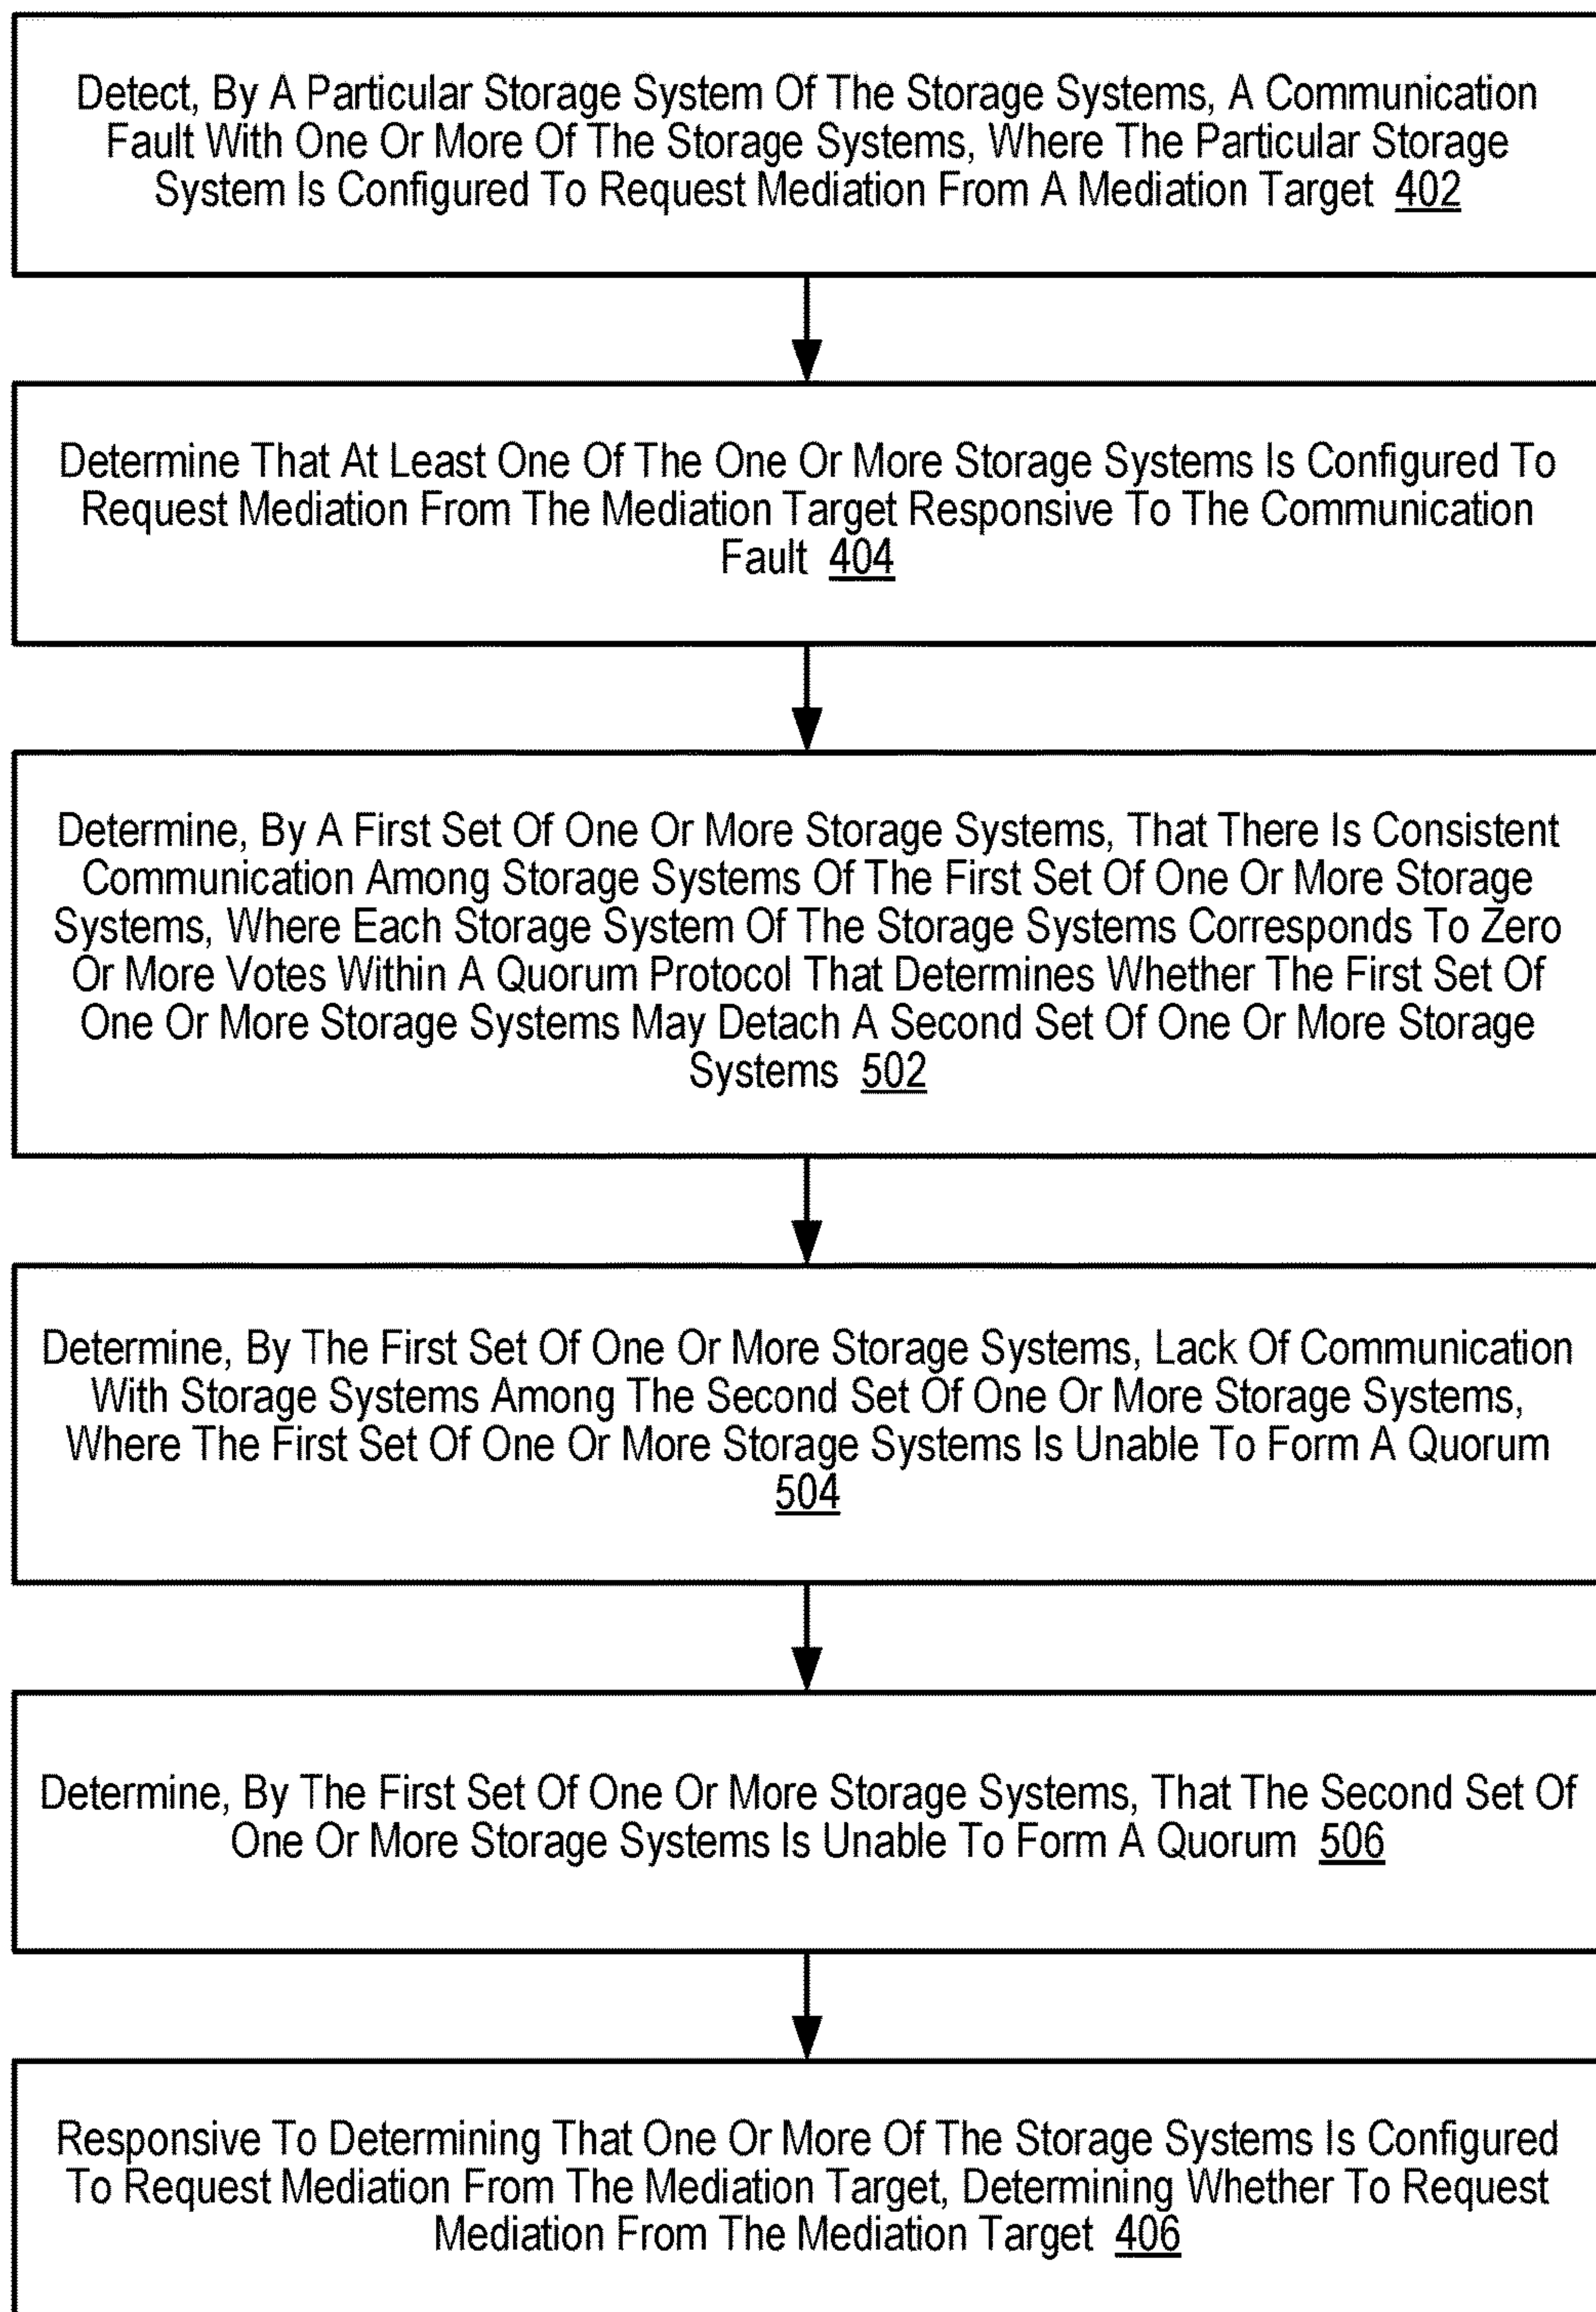 Detect, By A Particular Storage System Of The Storage Systems, A Communication
Fault With One Or More Of The Storage Systems, Where The Particular Storage
System Is Configured To Request Mediation From A Mediation Target 402
Determine That At Least One Of The One Or More Storage Systems Is Configured To
Request Mediation From The Mediation Target Responsive To The Communication
Fault 404
Determine, By A First Set Of One Or More Storage Systems, That There Is Consistent
Communication Among Storage Systems Of The First Set Of One Or More Storage
Systems, Where Each Storage System Of The Storage Systems Corresponds To Zero
Or More Votes Within A Quorum Protocol That Determines Whether The First Set Of
One Or More Storage Systems May Detach A Second Set Of One Or More Storage
Systems 502
Determine, By The First Set Of One Or More Storage Systems, Lack Of Communication
With Storage Systems Among The Second Set Of One Or More Storage Systems,
Where The First Set Of One Or More Storage Systems Is Unable To Form A Quorum
504
Determine, By The First Set Of One Or More Storage Systems, That The Second Set Of
One Or More Storage Systems Is Unable To Form A Quorum 506
Responsive To Determining That One Or More Of The Storage Systems Is Configured
To Request Mediation From The Mediation Target, Determining Whether To Request
Mediation From The Mediation Target 406